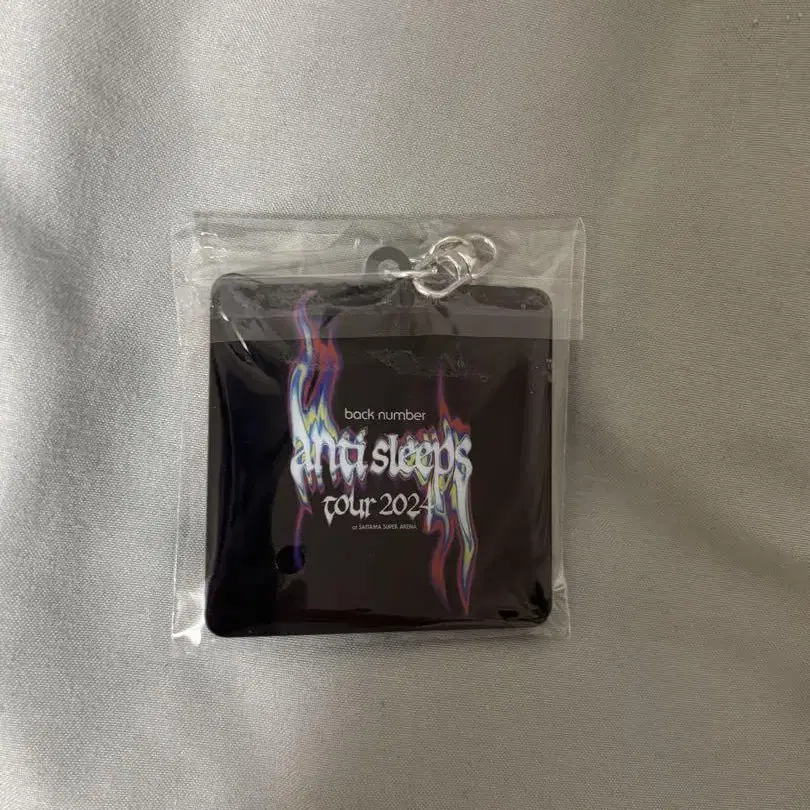 back number
anti sleeps
tour 2024
at SAITAMA SUPER ARENA